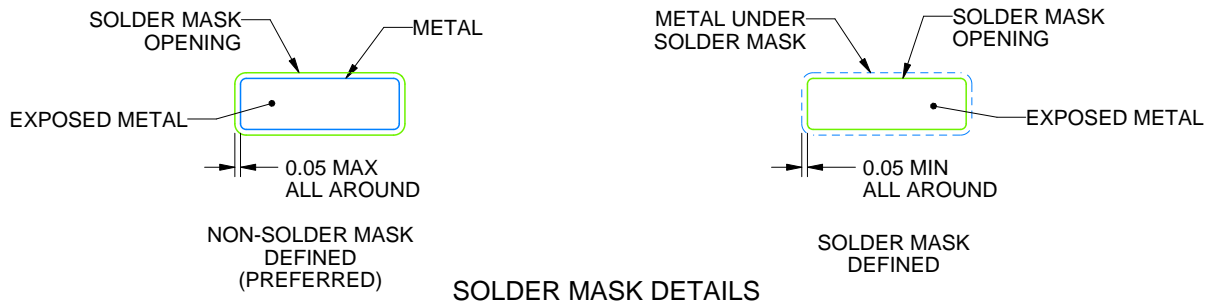 SOLDER MASK
OPENING
METAL
EXPOSED METAL
0.05 MAX
ALL AROUND
NON-SOLDER MASK
DEFINED
(PREFERRED)
METAL UNDER
SOLDER MASK
SOLDER MASK
OPENING
EXPOSED METAL
0.05 MIN
ALL AROUND
SOLDER MASK
DEFINED
SOLDER MASK DETAILS